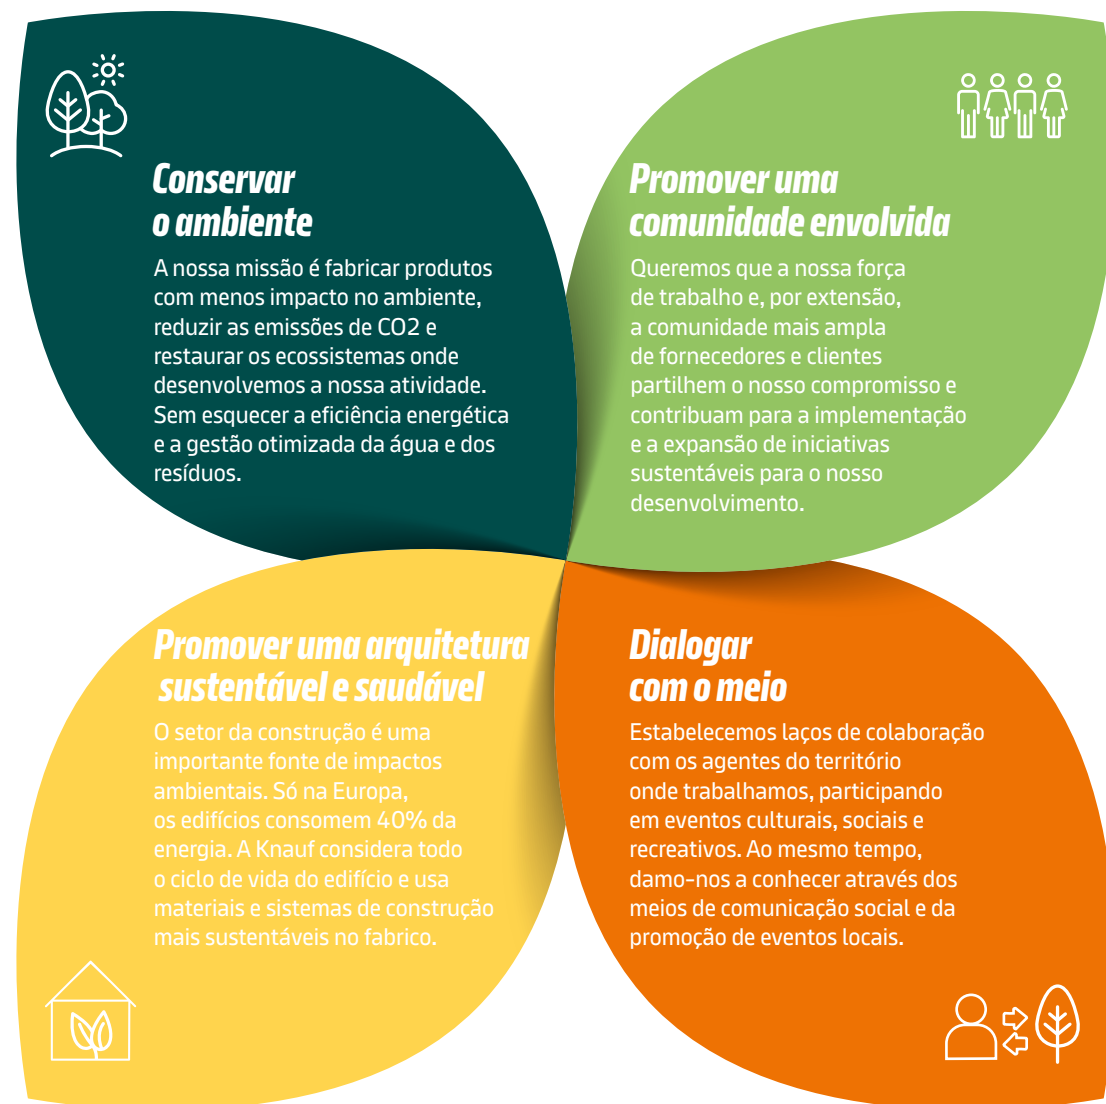 Conservar
o ambiente
A nossa missão é fabricar produtos
com menos impacto no ambiente,
reduzir as emissões de CO2 e
restaurar os ecossistemas onde
desenvolvemos a nossa atividade.
Sem esquecer a eficiência energética
e a gestão otimizada da água e dos
resíduos.
Promover uma
comunidade envolvida
Queremos que a nossa força
de trabalho e, por extensão,
a comunidade mais ampla
de fornecedores e clientes
partilhem o nosso compromisso e
contribuam para a implementação
e a expansão de iniciativas
sustentáveis para o nosso
desenvolvimento.
Promover uma arquitetura
sustentável e saudável
O setor da construção é uma
importante fonte de impactos
ambientais. Só na Europa,
os edifícios consomem 40% da
energia. A Knauf considera todo
o ciclo de vida do edifício e usa
materiais e sistemas de construção
mais sustentáveis no fabrico.
Dialogar
com o meio
Estabelecemos laços de colaboração
com os agentes do território
onde trabalhamos, participando
em eventos culturais, sociais e
recreativos. Ao mesmo tempo,
damo-nos a conhecer através dos
meios de comunicação social e da
promoção de eventos locais.